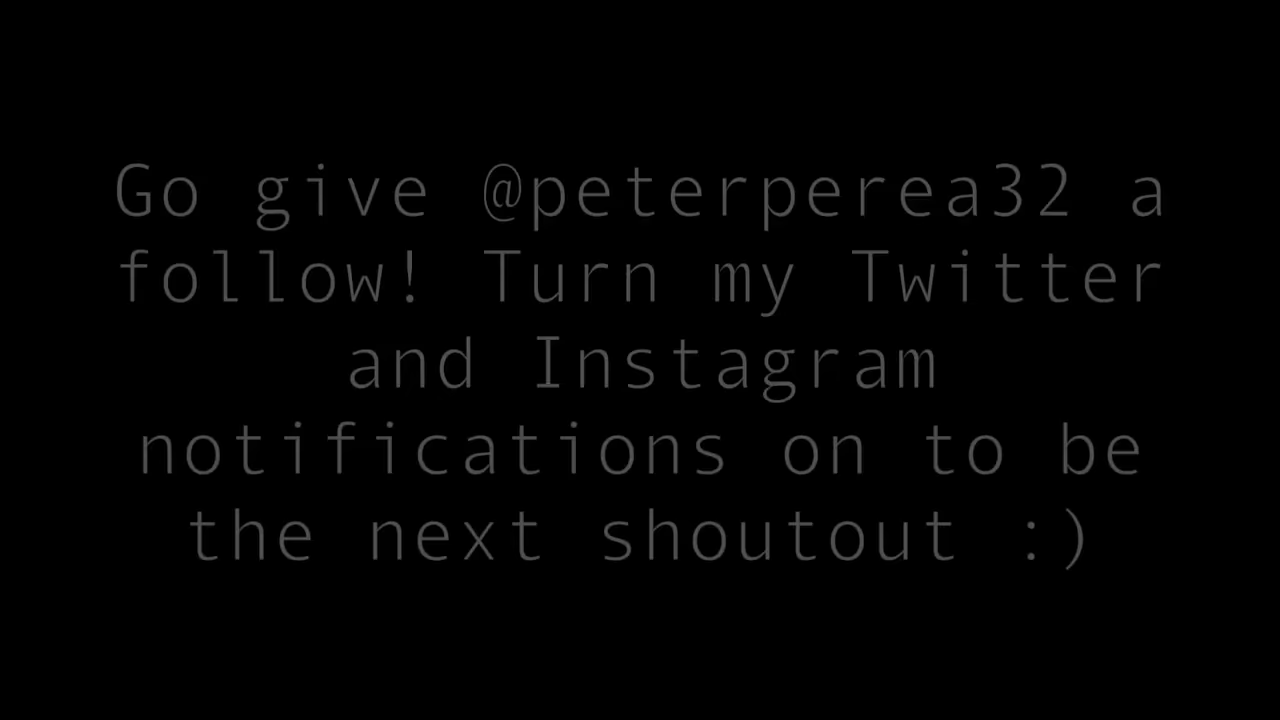 Go give @peterperea32 a
follow! Turn my Twitter
and Instagram
notifications on to be
the next shoutout :)